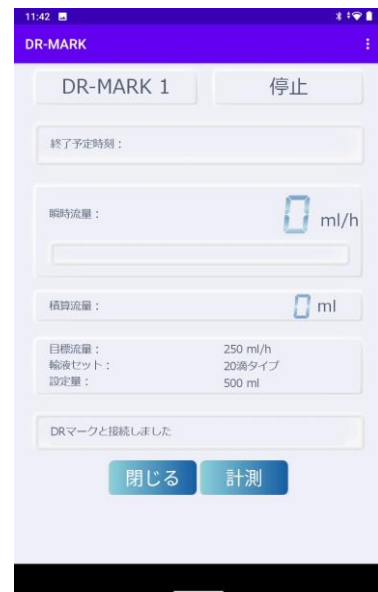 11:42
DR-MARK
DR-MARK 1 停止
終了予定時刻：
瞬時流量： 0 ml/h
積算流量： 0 ml
目標流量： 250 ml/h
輸液セット： 20滴タイプ
設定量： 500 ml
DRマークと接続しました
閉じる 計測